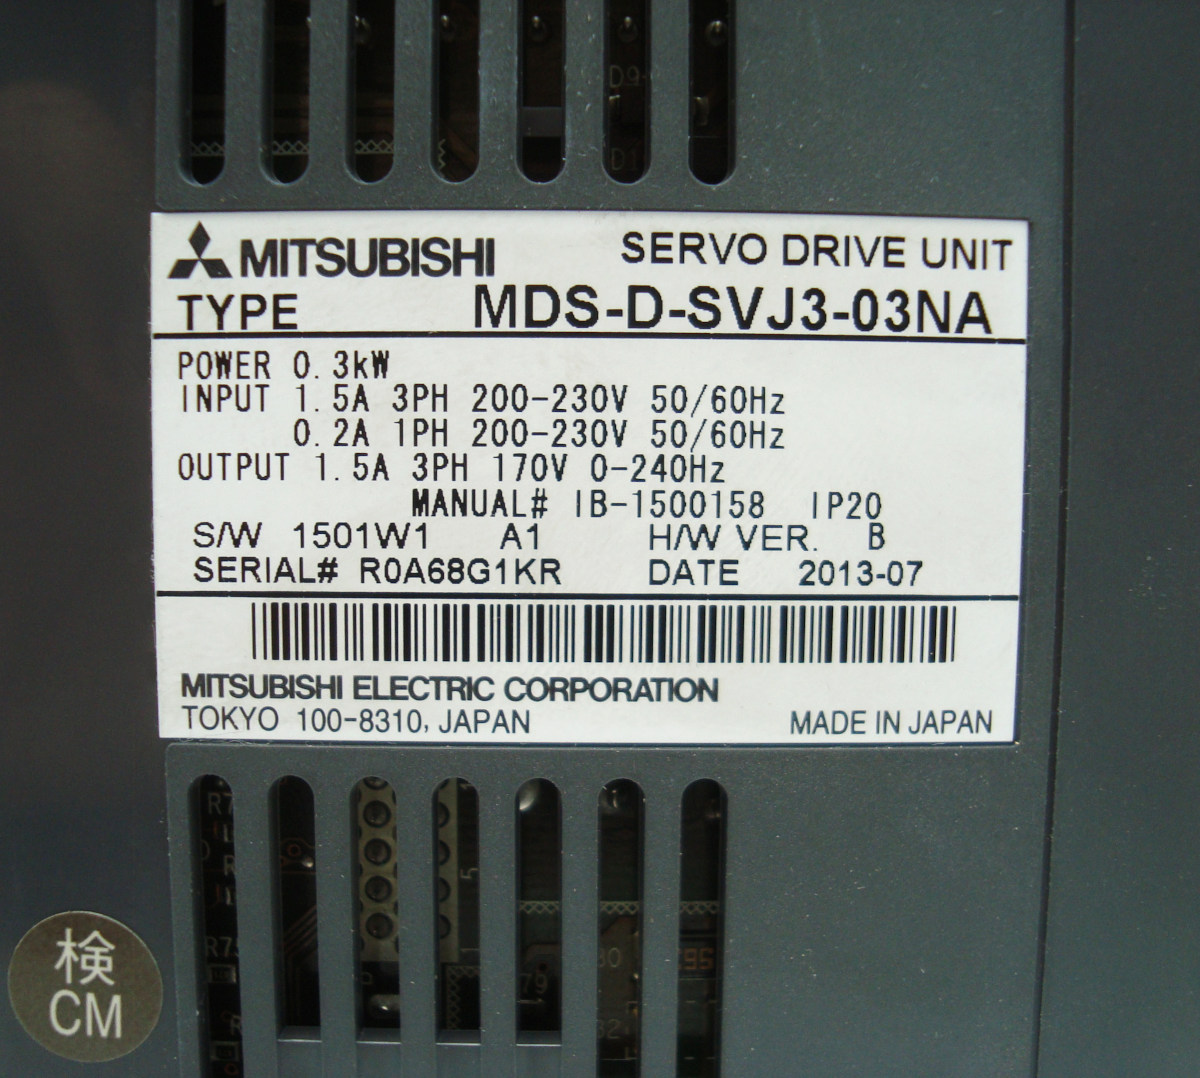 D9
D1
MITSUBISHI SERVO DRIVE UNIT
TYPE MDS-D-SVJ3-03NA
POWER 0.3kW
INPUT 1.5A 3PH 200-230V 50/60Hz
0.2A 1PH 200-230V 50/60Hz
OUTPUT 1.5A 3PH 170V 0-240Hz
MANUAL# IB-1500158 IP20
S/W 1501W1 A1 H/W VER. B
SERIAL# R0A68G1KR DATE 2013-07
MITSUBISHI ELECTRIC CORPORATION
TOKYO 100-8310, JAPAN MADE IN JAPAN
検
CM